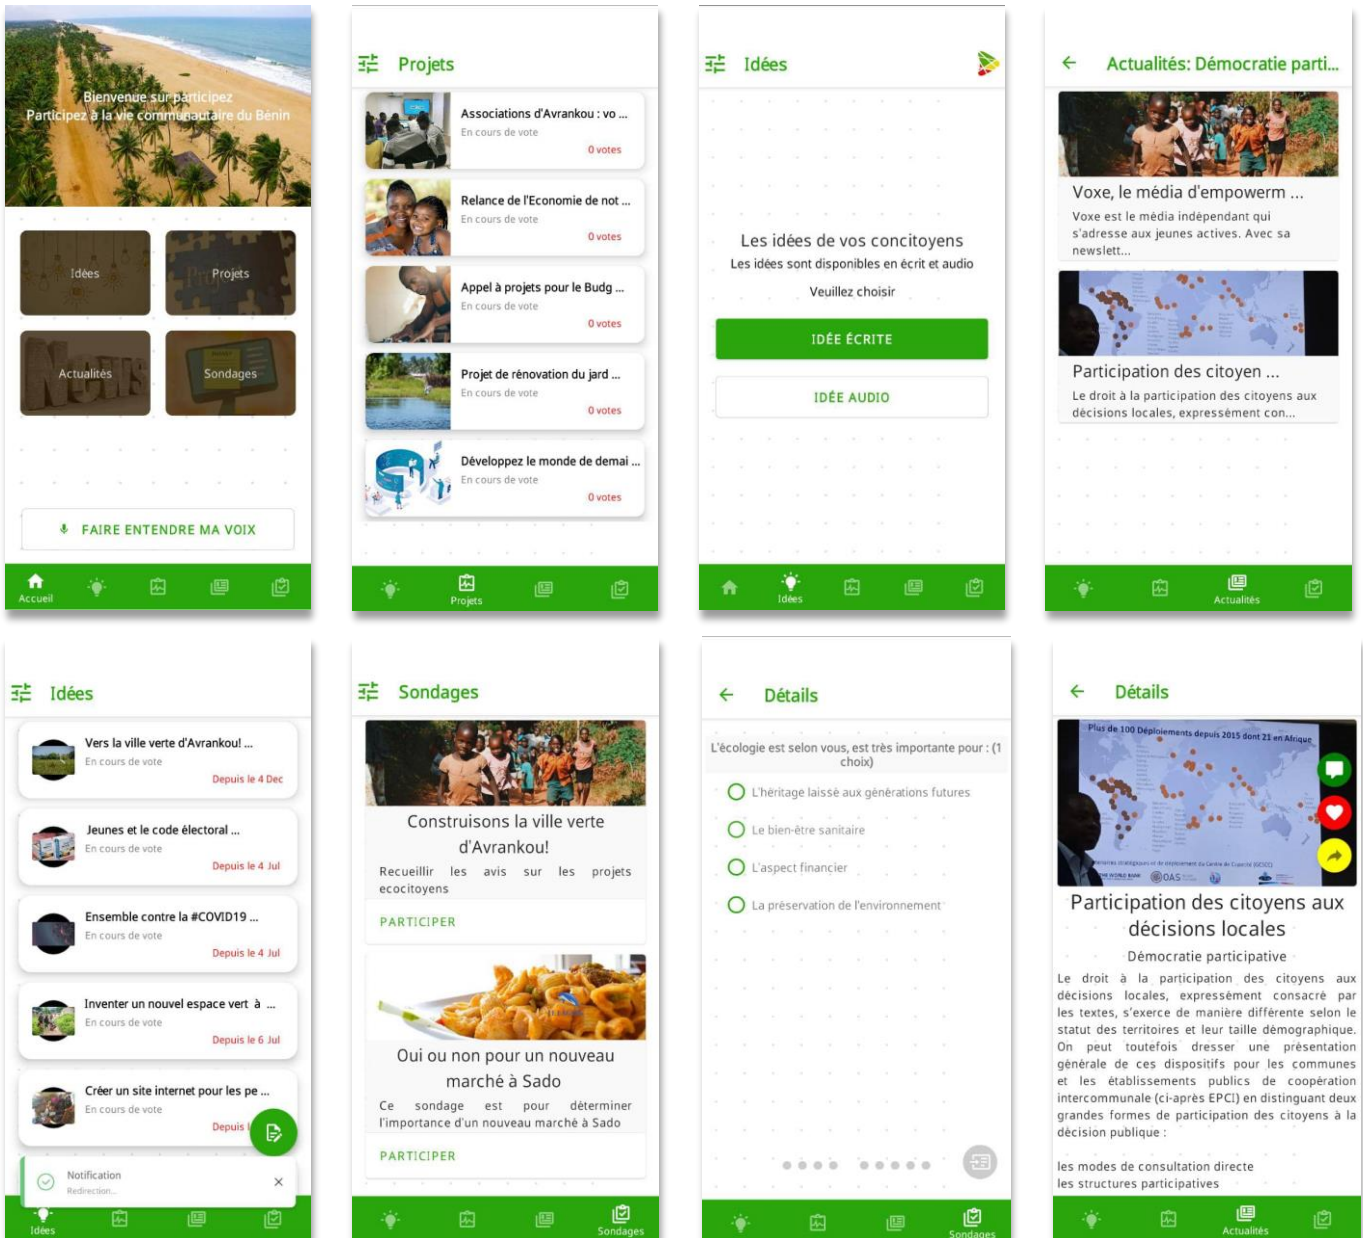 Bienvenue sur participez
Participez à la vie communautaire du Bénin
Idées
Projets
Actualités
Sondages
FAIRE ENTENDRE MA VOIX
Accueil
Projets
Associations d'Avrankou : vo ...
En cours de vote
0 votes
Relance de l'Economie de not ...
En cours de vote
0 votes
Appel à projets pour le Budg ...
En cours de vote
0 votes
Projet de rénovation du jard ...
En cours de vote
0 votes
Développez le monde de demai ...
En cours de vote
0 votes
Projets
Idées
Les idées de vos concitoyens
Les idées sont disponibles en écrit et audio
Veuillez choisir
IDÉE ÉCRITE
IDÉE AUDIO
Idées
Actualités: Démocratie parti...
Voxe, le média d'empowerm ...
Voxe est le média indépendant qui
s'adresse aux jeunes actives. Avec sa
newslett...
Participation des citoyen ...
Le droit à la participation des citoyens aux
décisions locales, expressément con...
Actualités
Idées
Vers la ville verte d'Avrankou! ...
En cours de vote
Depuis le 4 Dec
Jeunes et le code électoral ...
En cours de vote
Depuis le 4 Jul
Ensemble contre la #COVID19 ...
En cours de vote
Depuis le 4 Jul
Inventer un nouvel espace vert à ...
En cours de vote
Depuis le 6 Jul
Créer un site internet pour les pe ...
En cours de vote
Depuis
Notification
Redirection...
Idées
Sondages
Construisons la ville verte
d'Avrankou!
Recueillir les avis sur les projets
ecocitoyens
PARTICIPER
Oui ou non pour un nouveau
marché à Sado
Ce sondage est pour déterminer
l'importance d'un nouveau marché à Sado
PARTICIPER
Sondages
Détails
L'écologie est selon vous, est très importante pour : (1
choix)
L'héritage laissé aux générations futures
Le bien-être sanitaire
L'aspect financier
La préservation de l'environnement
Sondages
Détails
Plus de 100 Déploiements depuis 2015 dont 21 en Afrique
THE WORLD BANK
OAS
Participation des citoyens aux
décisions locales
Démocratie participative
Le droit à la participation des citoyens aux
décisions locales, expressément consacré par
les textes, s'exerce de manière différente selon le
statut des territoires et leur taille démographique.
On peut toutefois dresser une présentation
générale de ces dispositifs pour les communes
et les établissements publics de coopération
intercommunale (ci-après EPCI) en distinguant deux
grandes formes de participation des citoyens à la
décision publique :
les modes de consultation directe
les structures participatives
Actualités